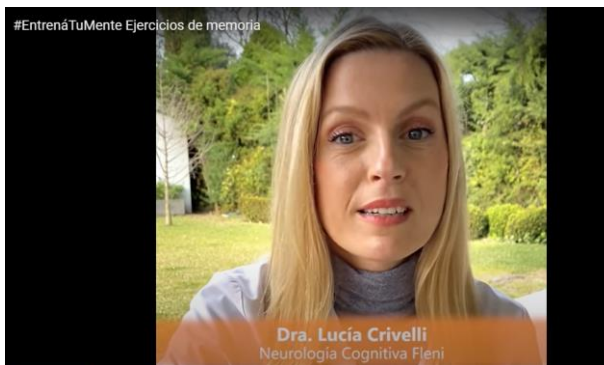 #EntrenáTuMente Ejercicios de memoria
Dra. Lucía Crivelli
Neurología Cognitiva Fleni